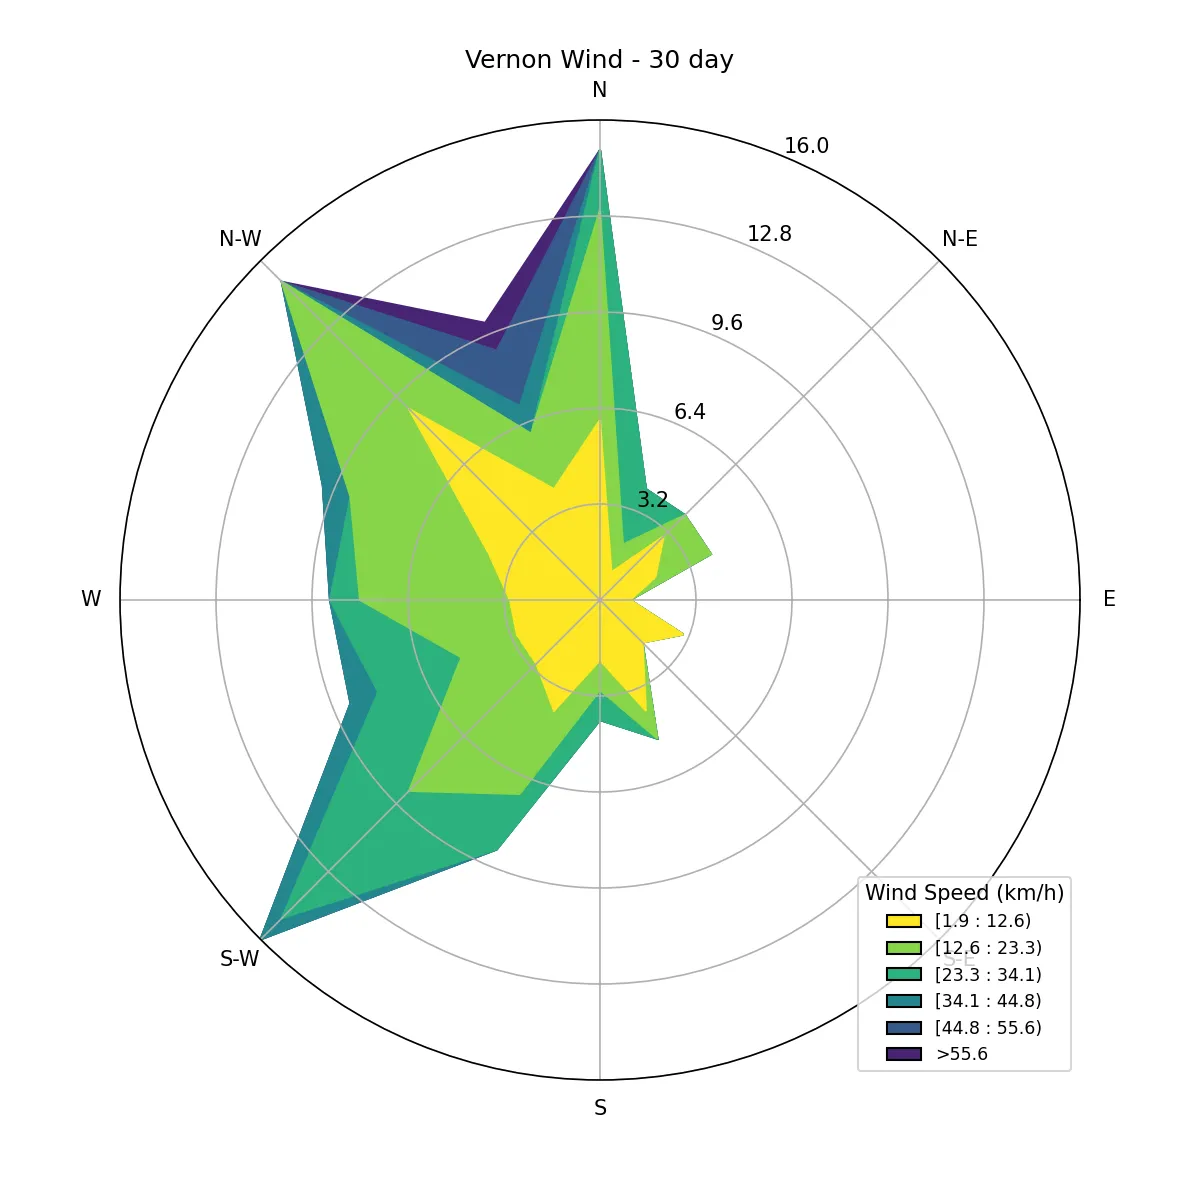 Vernon Wind - 30 day
N
16.0
12.8
N-W
N-E
9.6
6.4
3.2
W
E
S-W
S-E
Wind Speed (km/h)
[1.9 : 12.6)
[12.6 : 23.3)
[23.3 : 34.1)
[34.1 : 44.8)
[44.8 : 55.6)
>55.6
S